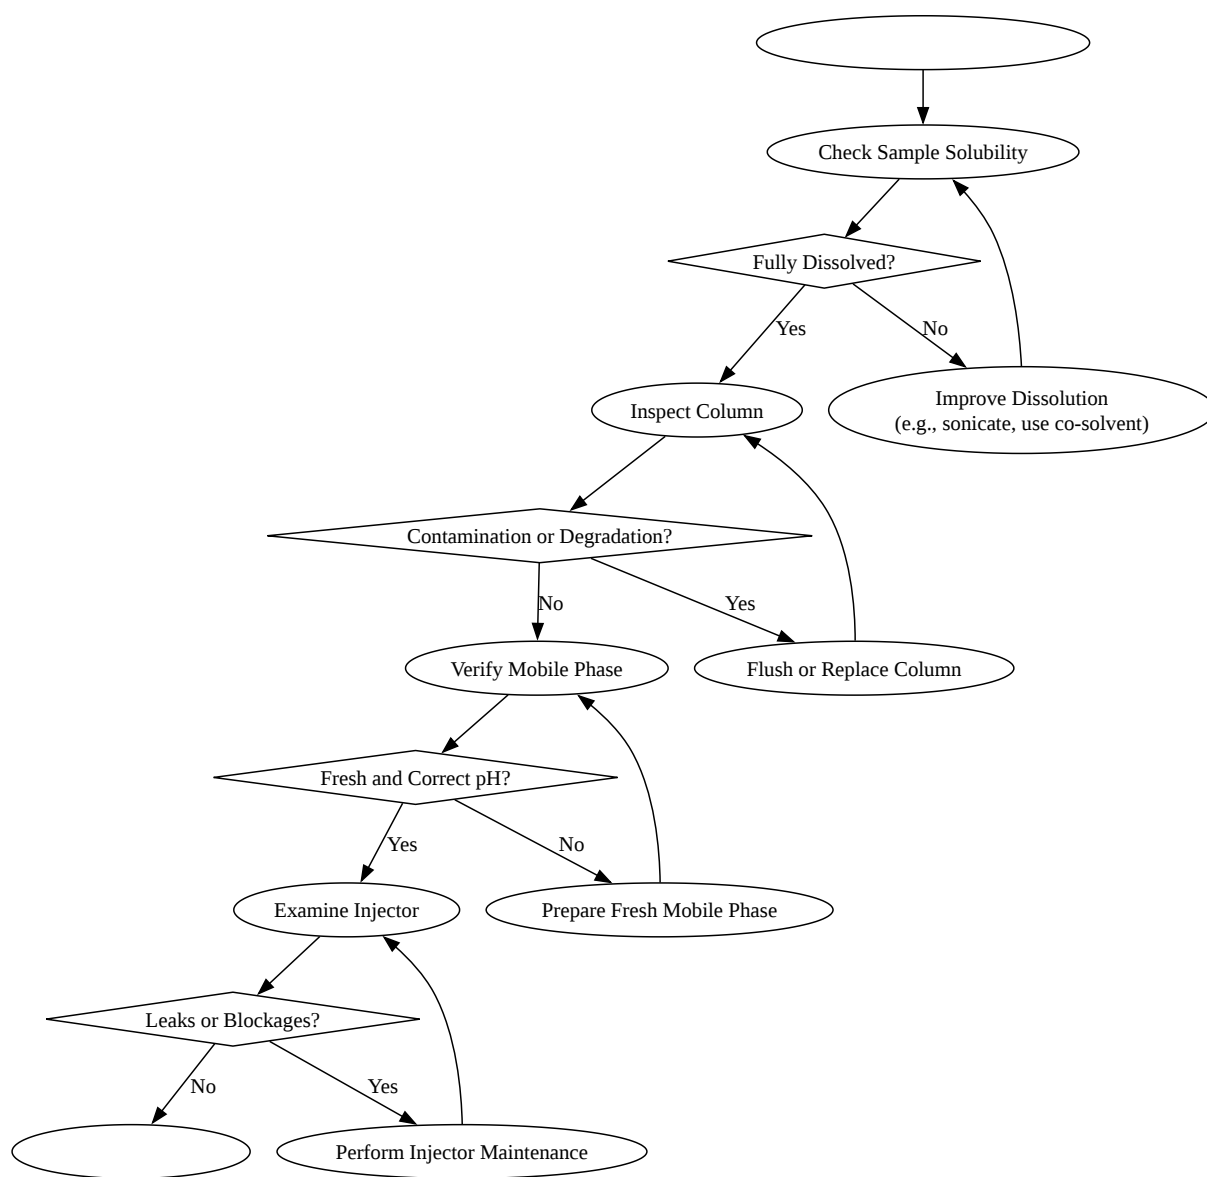 Check Sample Solubility
Fully Dissolved?
Yes
No
Inspect Column
Improve Dissolution
(e.g., sonicate, use co-solvent)
Contamination or Degradation?
No
Yes
Verify Mobile Phase
Flush or Replace Column
Fresh and Correct pH?
Yes
No
Examine Injector
Prepare Fresh Mobile Phase
Leaks or Blockages?
No
Yes
Perform Injector Maintenance